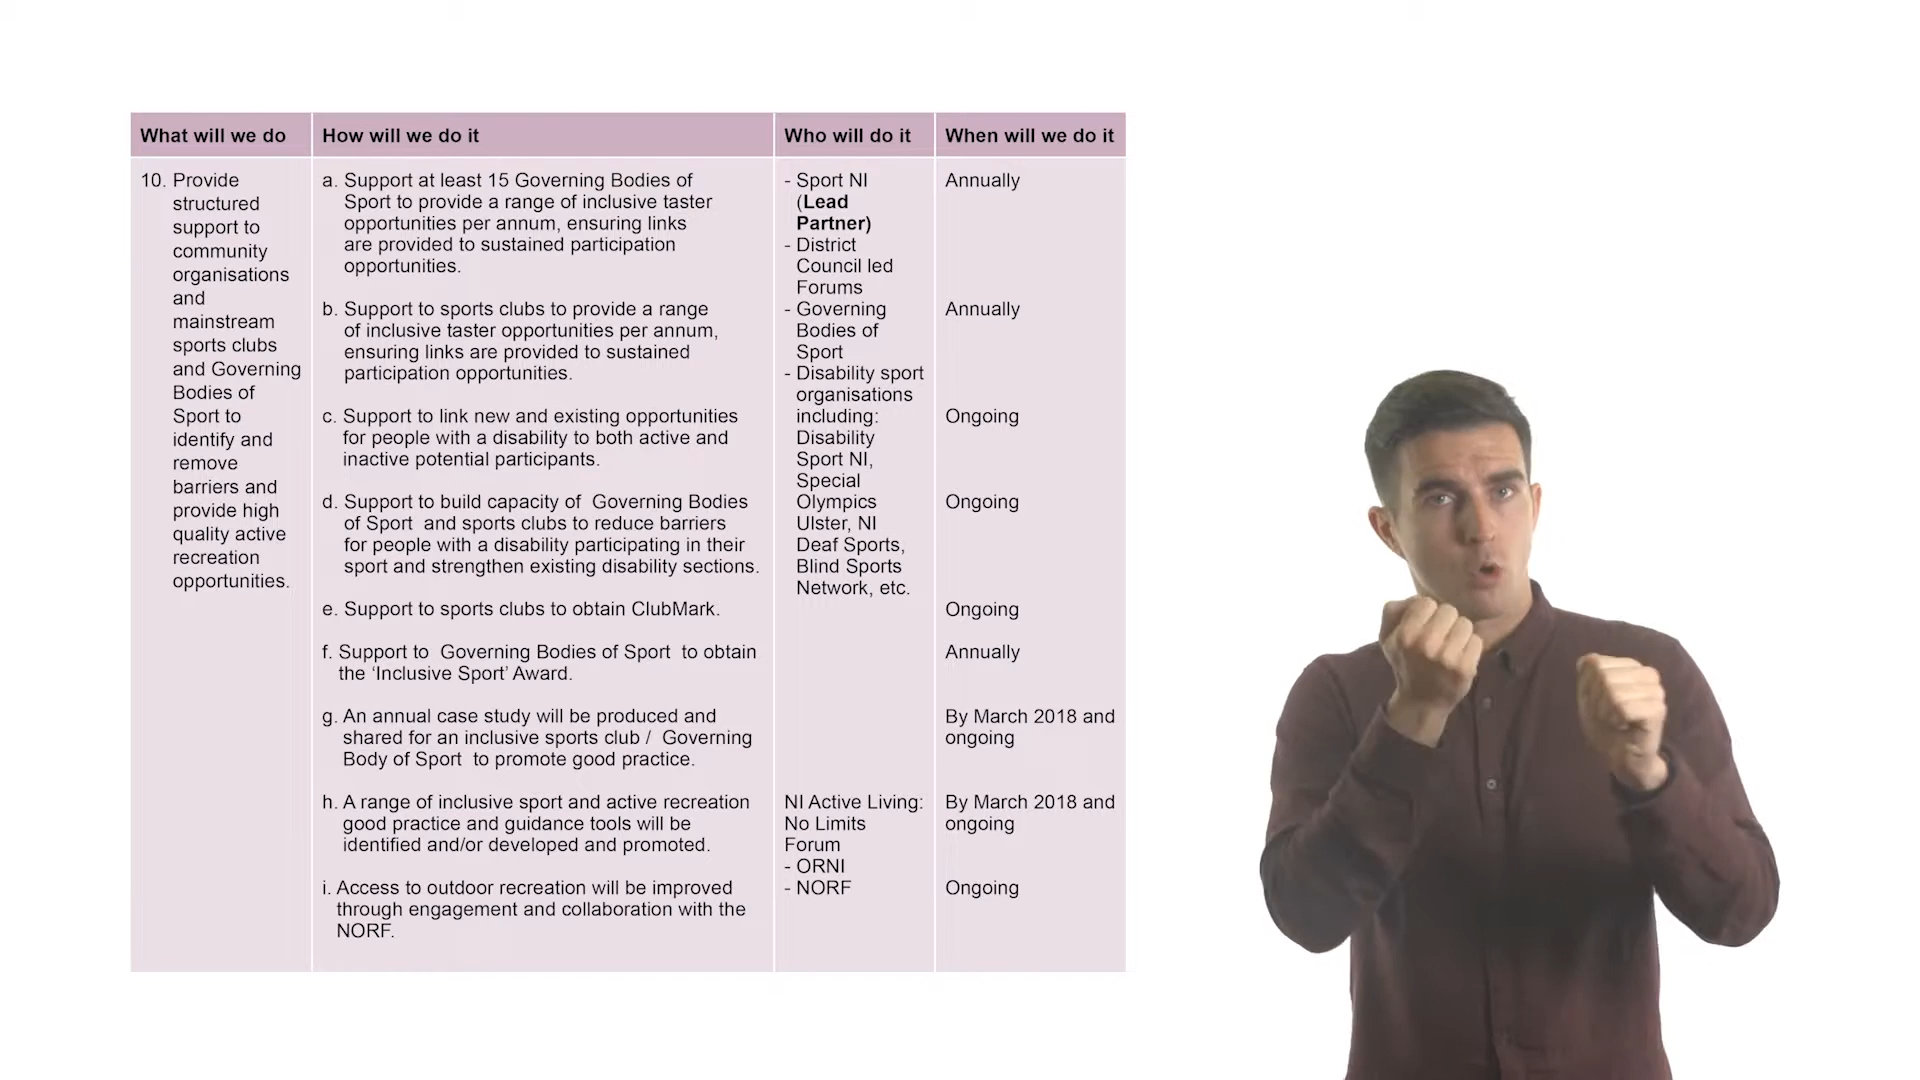 What will we do
How will we do it
Who will do it
When will we do it
10. Provide
structured
support to
community
organisations
and
mainstream
sports clubs
and Governing
Bodies of
Sport to
identify and
remove
barriers and
provide high
quality active
recreation
opportunities.
a. Support at least 15 Governing Bodies of
Sport to provide a range of inclusive taster
opportunities per annum, ensuring links
are provided to sustained participation
opportunities.
b. Support to sports clubs to provide a range
of inclusive taster opportunities per annum,
ensuring links are provided to sustained
participation opportunities.
c. Support to link new and existing opportunities
for people with a disability to both active and
inactive potential participants.
d. Support to build capacity of  Governing Bodies
of Sport  and sports clubs to reduce barriers
for people with a disability participating in their
sport and strengthen existing disability sections.
e. Support to sports clubs to obtain ClubMark.
f. Support to  Governing Bodies of Sport  to obtain
the ‘Inclusive Sport’ Award.
g. An annual case study will be produced and
shared for an inclusive sports club /  Governing
Body of Sport  to promote good practice.
h. A range of inclusive sport and active recreation
good practice and guidance tools will be
identified and/or developed and promoted.
i. Access to outdoor recreation will be improved
through engagement and collaboration with the
NORF.
- Sport NI
(Lead
Partner)
- District
Council led
Forums
- Governing
Bodies of
Sport
- Disability sport
organisations
including:
Disability
Sport NI,
Special
Olympics
Ulster, NI
Deaf Sports,
Blind Sports
Network, etc.
NI Active Living:
No Limits
Forum
- ORNI
- NORF
Annually
Annually
Ongoing
Ongoing
Ongoing
Annually
By March 2018 and
ongoing
By March 2018 and
ongoing
Ongoing